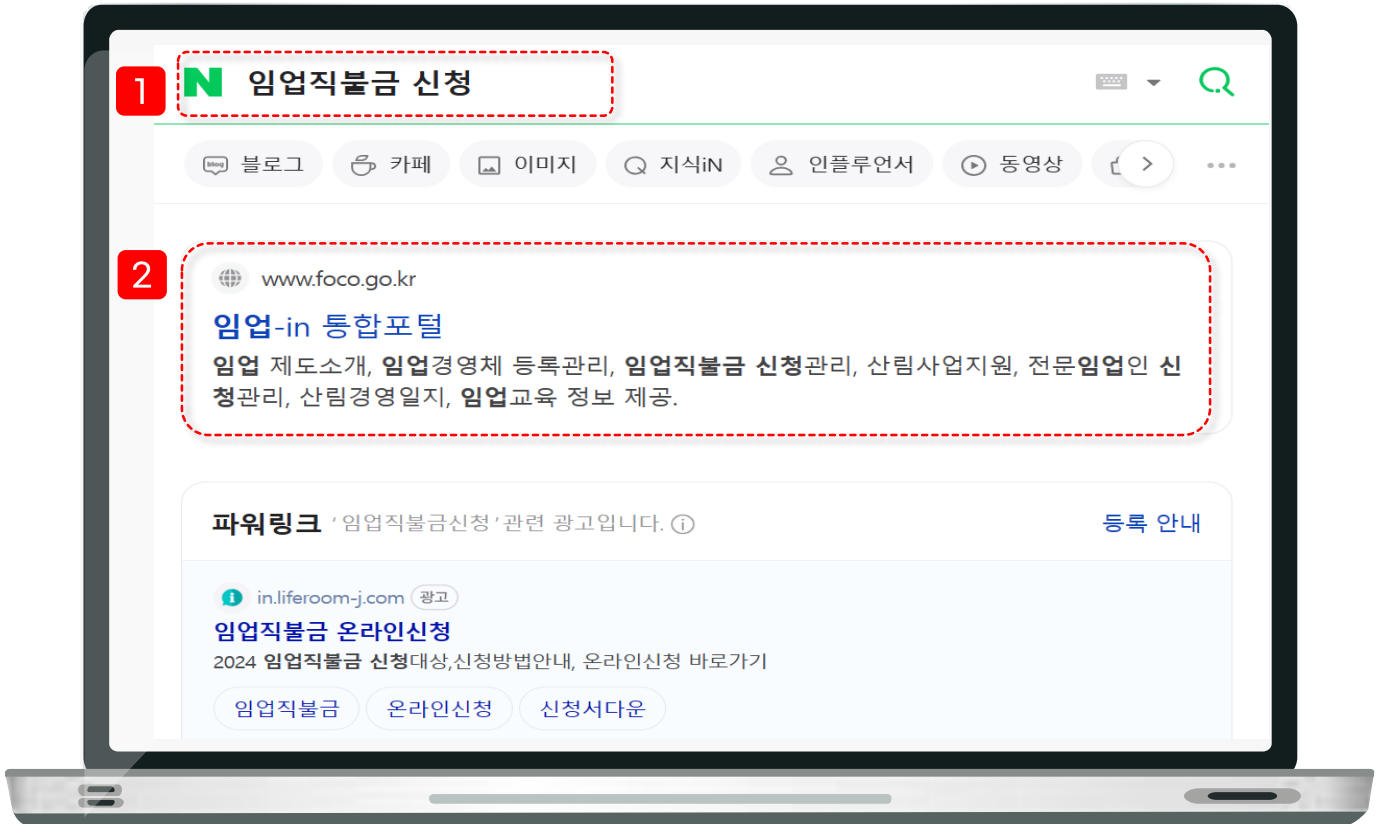 1
N 임업직불금 신청
블로그 카페 이미지 지식iN 인플루언서 동영상
2
www.foco.go.kr
임업-in 통합포털
임업 제도소개, 임업경영체 등록관리, 임업직불금 신청관리, 산림사업지원, 전문임업인 신
청관리, 산림경영일지, 임업교육 정보 제공.
파워링크 '임업직불금신청'관련 광고입니다. 등록 안내
in.liferoom-j.com 광고
임업직불금 온라인신청
2024 임업직불금 신청대상,신청방법안내, 온라인신청 바로가기
임업직불금 온라인신청 신청서다운